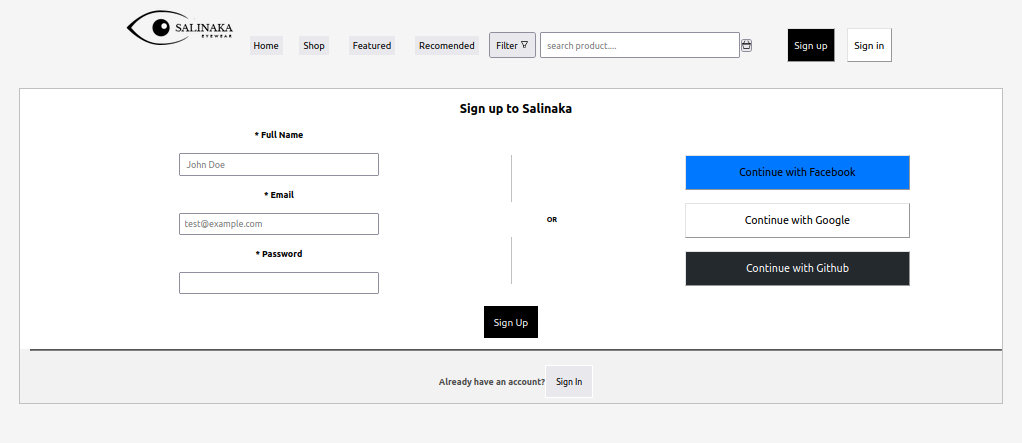 SALINAKA
EYEWEAR
Home Shop Featured Recomended Filter search product.... Sign up Sign in
Sign up to Salinaka
* Full Name
John Doe
* Email
test@example.com
* Password
OR
Continue with Facebook
Continue with Google
Continue with Github
Sign Up
Already have an account? Sign In